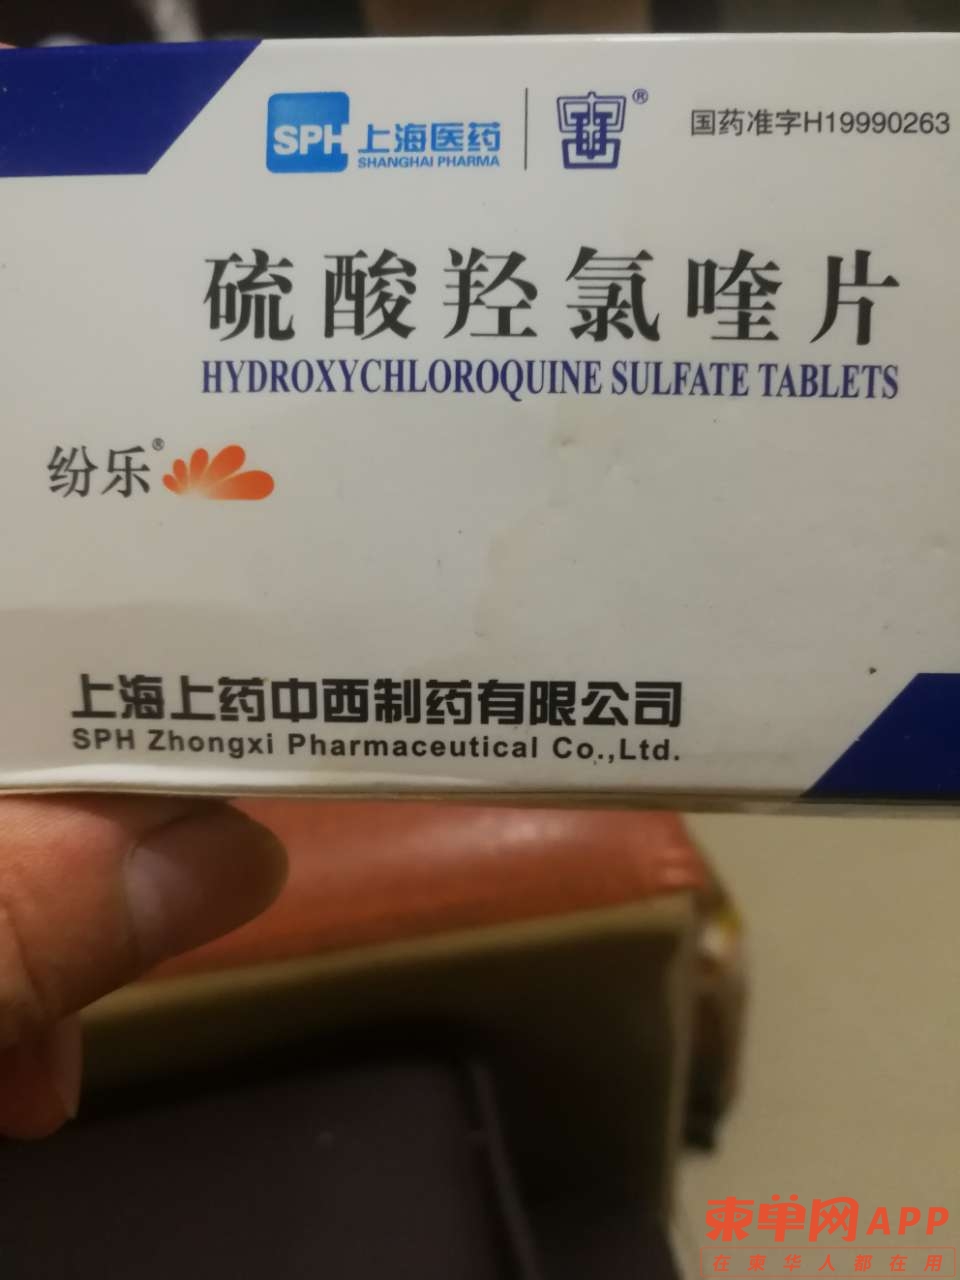 SPH 上海医药
SHANGHAI PHARMA
®
国药准字H19990263
硫酸羟氯喹片
HYDROXYCHLOROQUINE SULFATE TABLETS
纷乐®
上海上药中西制药有限公司
SPH Zhongxi Pharmaceutical Co.,Ltd.
柬单网APP
在柬华人都在用